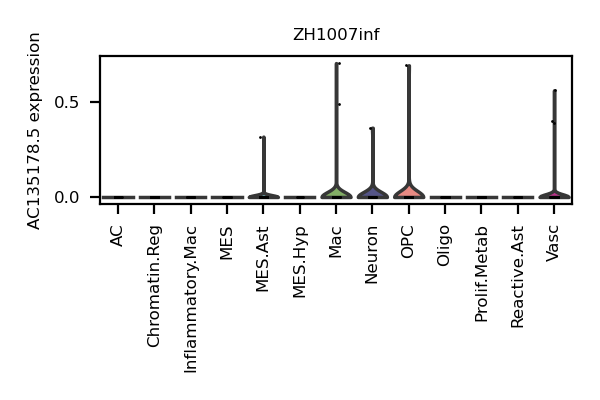 ZH1007inf
AC135178.5 expression
0.5
0.0
AC
Chromatin.Reg
Inflammatory.Mac
MES
MES.Ast
MES.Hyp
Mac
Neuron
OPC
Oligo
Prolif.Metab
Reactive.Ast
Vasc